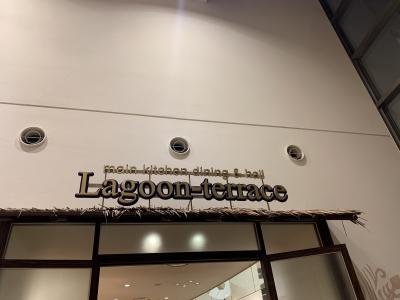 main kitchen dining & hall
Lagoon-terrace